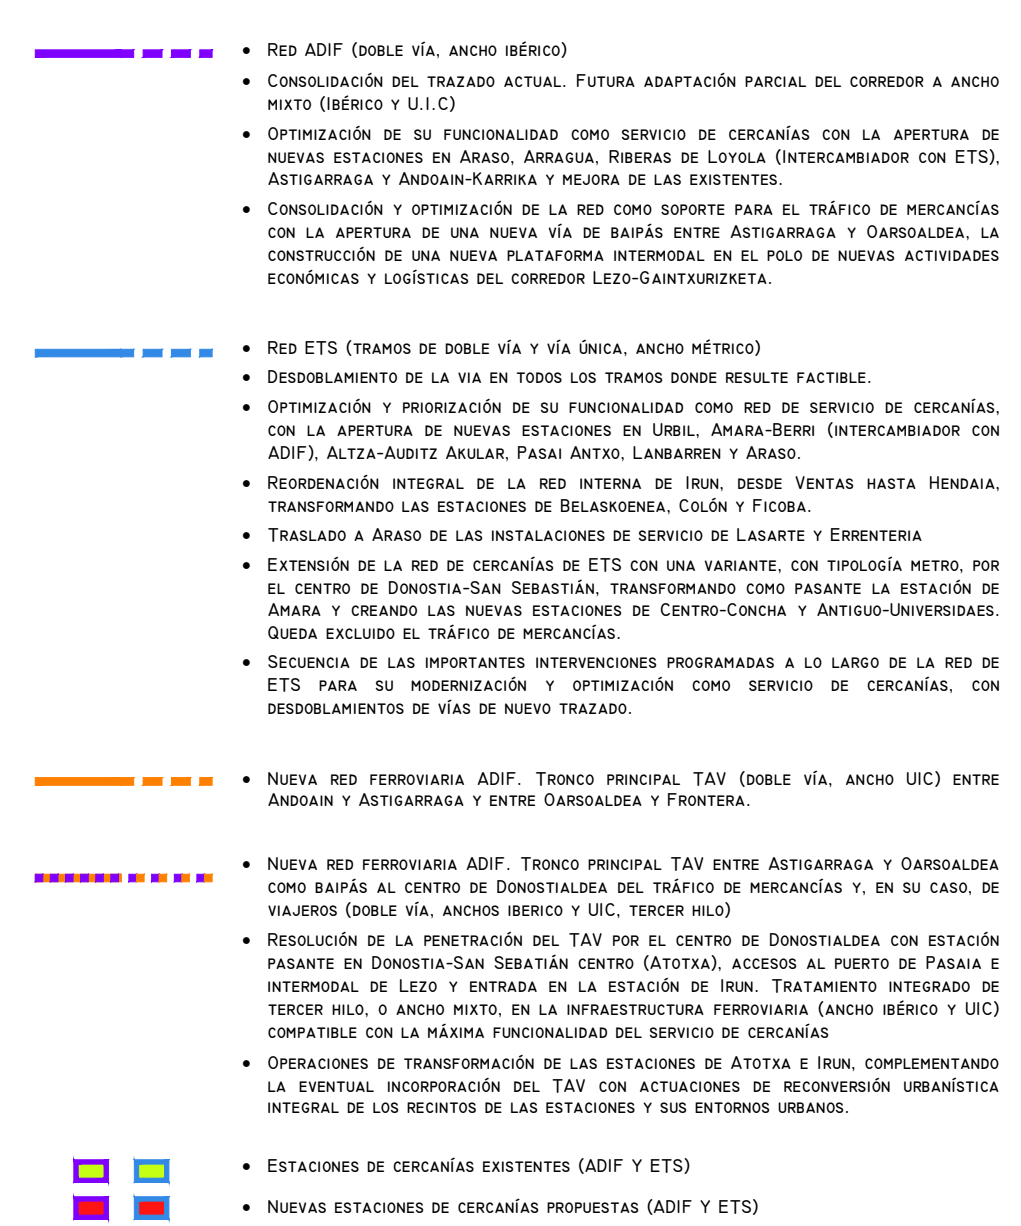 • Red ADIF (doble vía, ancho ibérico)
• Consolidación del trazado actual. Futura adaptación parcial del corredor a ancho
mixto (Ibérico y U.I.C)
• Optimización de su funcionalidad como servicio de cercanías con la apertura de
nuevas estaciones en Araso, Arragua, Riberas de Loyola (Intercambiador con ETS),
Astigarraga y Andoain-Karrika y mejora de las existentes.
• Consolidación y optimización de la red como soporte para el tráfico de mercancías
con la apertura de una nueva vía de baipás entre Astigarraga y Oarsoaldea, la
construcción de una nueva plataforma intermodal en el polo de nuevas actividades
económicas y logísticas del corredor Lezo-Gaintxurizketa.
• Red ETS (tramos de doble vía y vía única, ancho métrico)
• Desdoblamiento de la via en todos los tramos donde resulte factible.
• Optimización y priorización de su funcionalidad como red de servicio de cercanías,
con la apertura de nuevas estaciones en Urbil, Amara-Berri (intercambiador con
ADIF), Altza-Auditz Akular, Pasai Antxo, Lanbarren y Araso.
• Reordenación integral de la red interna de Irun, desde Ventas hasta Hendaia,
transformando las estaciones de Belaskoenea, Colón y Ficoba.
• Traslado a Araso de las instalaciones de servicio de Lasarte y Errenteria
• Extensión de la red de cercanías de ETS con una variante, con tipología metro, por
el centro de Donostia-San Sebastián, transformando como pasante la estación de
Amara y creando las nuevas estaciones de Centro-Concha y Antiguo-Universidaes.
Queda excluido el tráfico de mercancías.
• Secuencia de las importantes intervenciones programadas a lo largo de la red de
ETS para su modernización y optimización como servicio de cercanías, con
desdoblamientos de vías de nuevo trazado.
• Nueva red ferroviaria ADIF. Tronco principal TAV (doble vía, ancho UIC) entre
Andoain y Astigarraga y entre Oarsoaldea y Frontera.
• Nueva red ferroviaria ADIF. Tronco principal TAV entre Astigarraga y Oarsoaldea
como baipás al centro de Donostialdea del tráfico de mercancías y, en su caso, de
viajeros (doble vía, anchos iberico y UIC, tercer hilo)
• Resolución de la penetración del TAV por el centro de Donostialdea con estación
pasante en Donostia-San Sebatián centro (Atotxa), accesos al puerto de Pasaia e
intermodal de Lezo y entrada en la estación de Irun. Tratamiento integrado de
tercer hilo, o ancho mixto, en la infraestructura ferroviaria (ancho ibérico y UIC)
compatible con la máxima funcionalidad del servicio de cercanías
• Operaciones de transformación de las estaciones de Atotxa e Irun, complementando
la eventual incorporación del TAV con actuaciones de reconversión urbanística
integral de los recintos de las estaciones y sus entornos urbanos.
• Estaciones de cercanías existentes (ADIF Y ETS)
• Nuevas estaciones de cercanías propuestas (ADIF Y ETS)